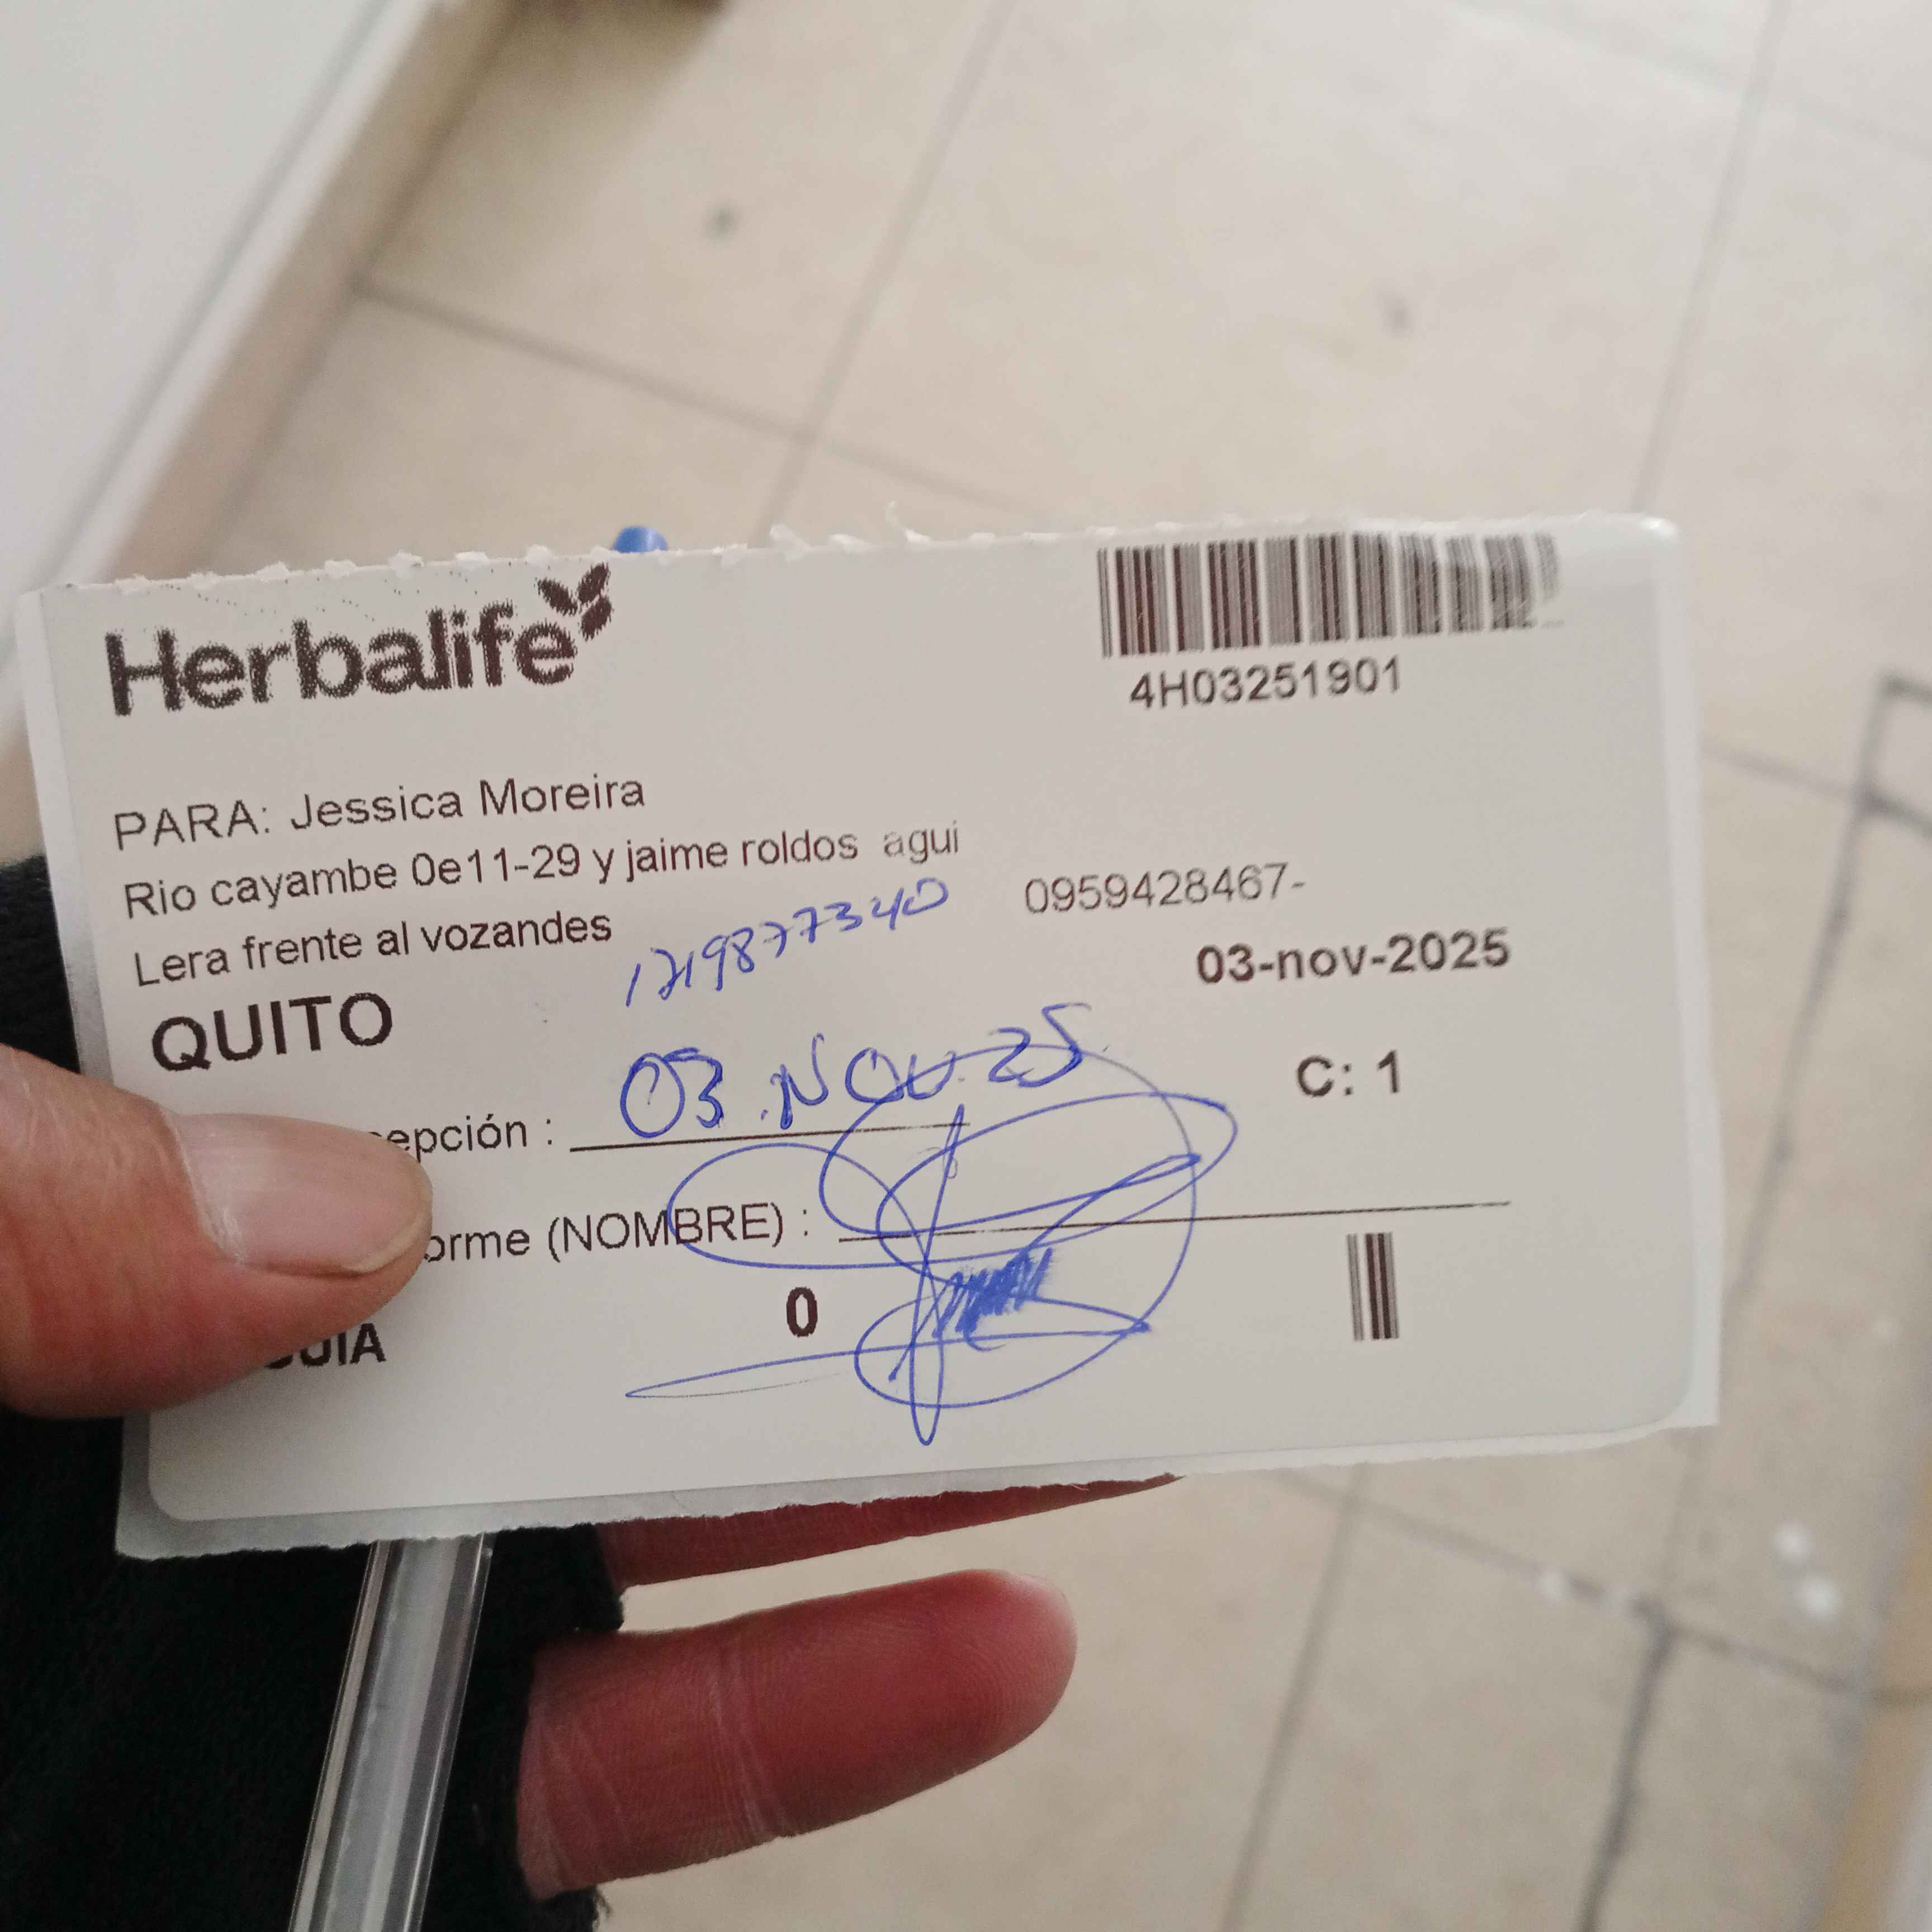 Herbalife
4H03251901
PARA: Jessica Moreira
Rio cayambe 0e11-29 y jaime roldos agui
Lera frente al vozandes
0959428467-
1719877340
03-nov-2025
QUITO
C: 1
epción : 03.NOV.25
orme (NOMBRE) :
0
UIA